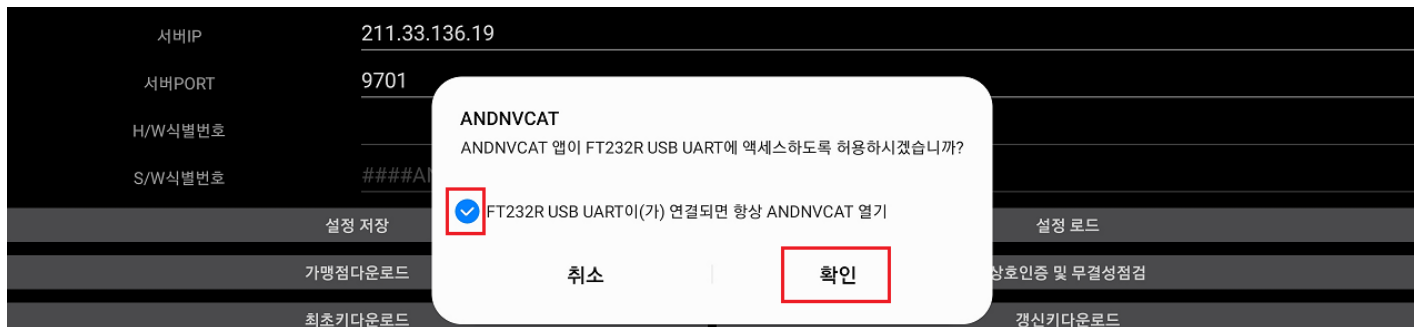 서버IP 211.33.136.19
서버PORT 9701
H/W식별번호
S/W식별번호 ####AN
ANDNVCAT
ANDNVCAT 앱이 FT232R USB UART에 액세스하도록 허용하시겠습니까?
FT232R USB UART이(가) 연결되면 항상 ANDNVCAT 열기
취소 확인
설정 저장 설정 로드
가맹점다운로드 상호인증 및 무결성점검
최초키다운로드 갱신키다운로드